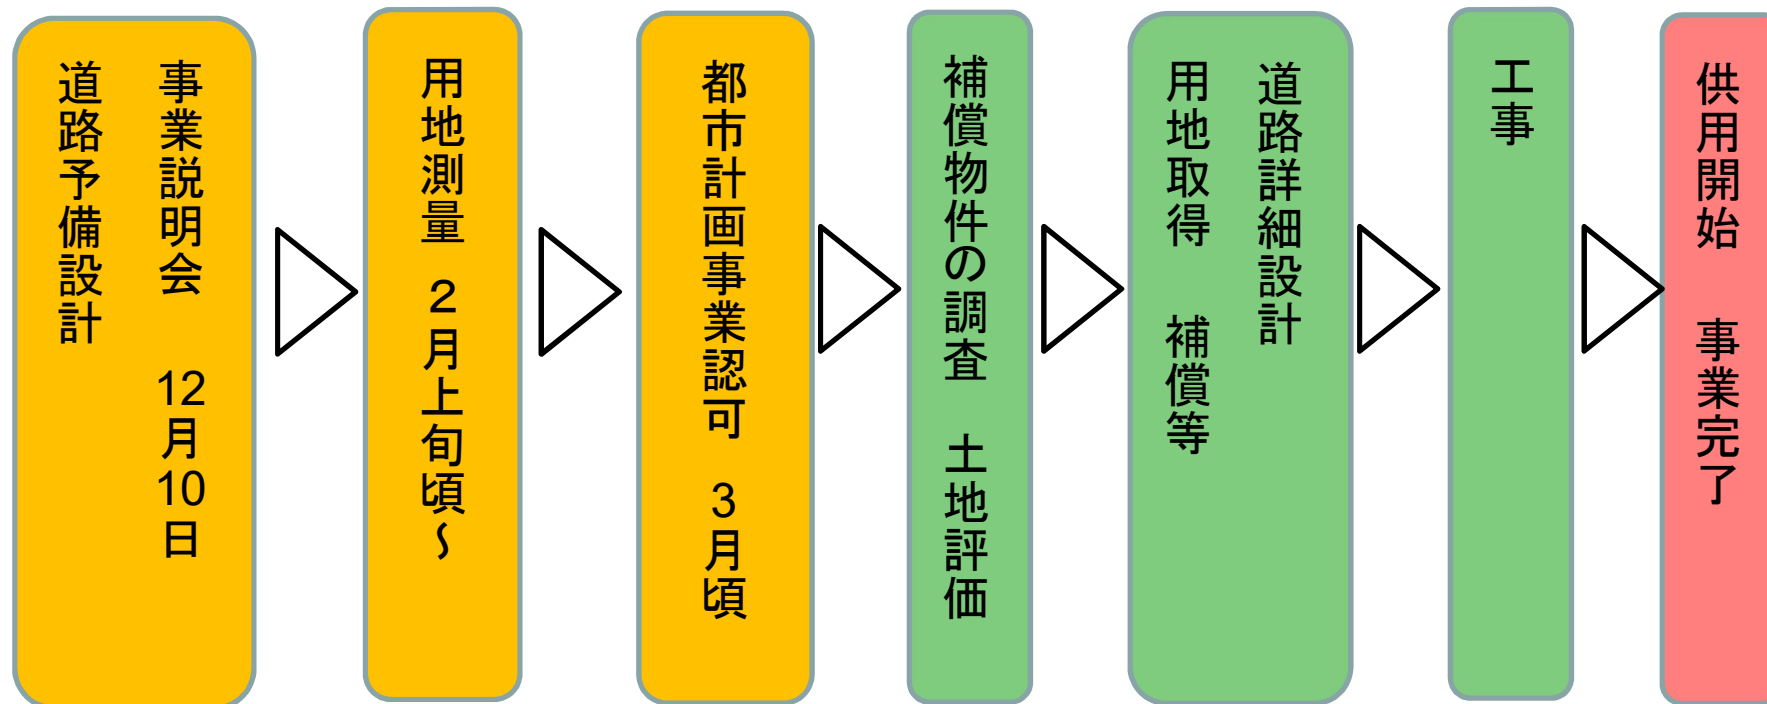 事業説明会　12月10日
道路予備設計
用地測量　２月上旬頃～
都市計画事業認可　3月頃
補償物件の調査　土地評価
道路詳細設計
用地取得　補償等
工事
供用開始　事業完了